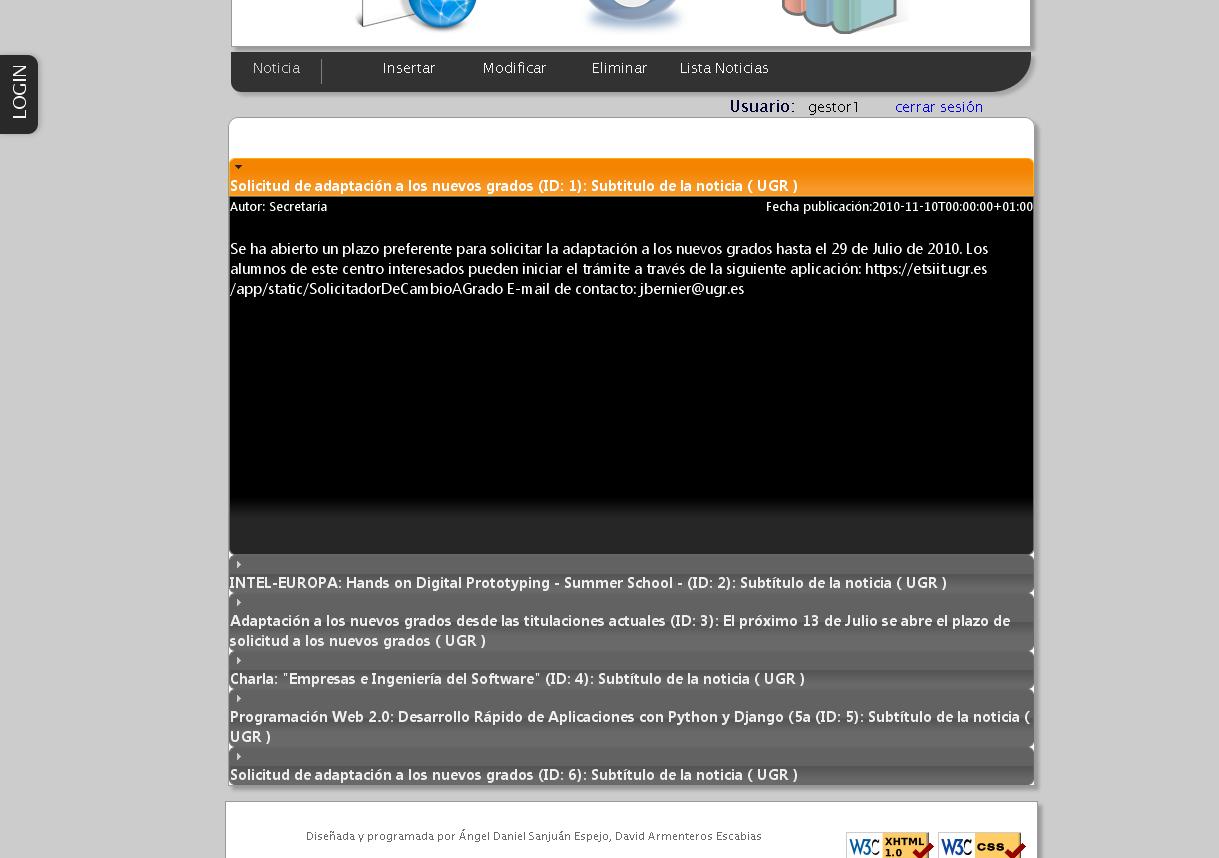 LOGIN
Noticia Insertar Modificar Eliminar Lista Noticias
Usuario: gestor1 cerrar sesión
Solicitud de adaptación a los nuevos grados (ID: 1): Subtitulo de la noticia ( UGR )
Autor: Secretaría Fecha publicación:2010-11-10T00:00:00+01:00
Se ha abierto un plazo preferente para solicitar la adaptación a los nuevos grados hasta el 29 de Julio de 2010. Los
alumnos de este centro interesados pueden iniciar el trámite a través de la siguiente aplicación: https://etsiit.ugr.es
/app/static/SolicitadorDeCambioAGrado E-mail de contacto: jbernier@ugr.es
INTEL-EUROPA: Hands on Digital Prototyping - Summer School - (ID: 2): Subtítulo de la noticia ( UGR )
Adaptación a los nuevos grados desde las titulaciones actuales (ID: 3): El próximo 13 de Julio se abre el plazo de
solicitud a los nuevos grados ( UGR )
Charla: "Empresas e Ingeniería del Software" (ID: 4): Subtítulo de la noticia ( UGR )
Programación Web 2.0: Desarrollo Rápido de Aplicaciones con Python y Django (5a (ID: 5): Subtítulo de la noticia (
UGR )
Solicitud de adaptación a los nuevos grados (ID: 6): Subtítulo de la noticia ( UGR )
Diseñada y programada por Ángel Daniel Sanjuán Espejo, David Armenteros Escabias
W3C XHTML 1.0 W3C css